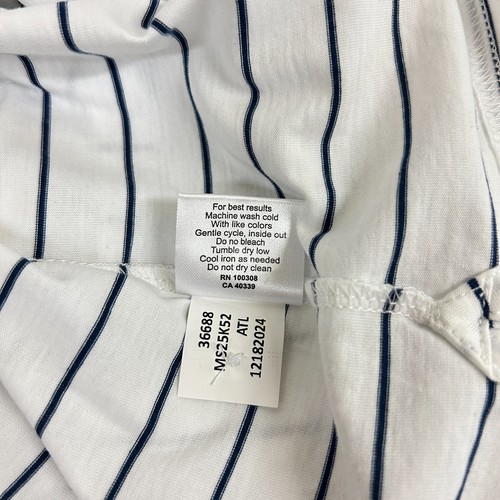 For best results
Machine wash cold
With like colors
Gentle cycle, inside out
Do no bleach
Tumble dry low
Cool iron as needed
Do not dry clean
RN 100308
CA 40339
36688
MS25K52
ATL
12182024